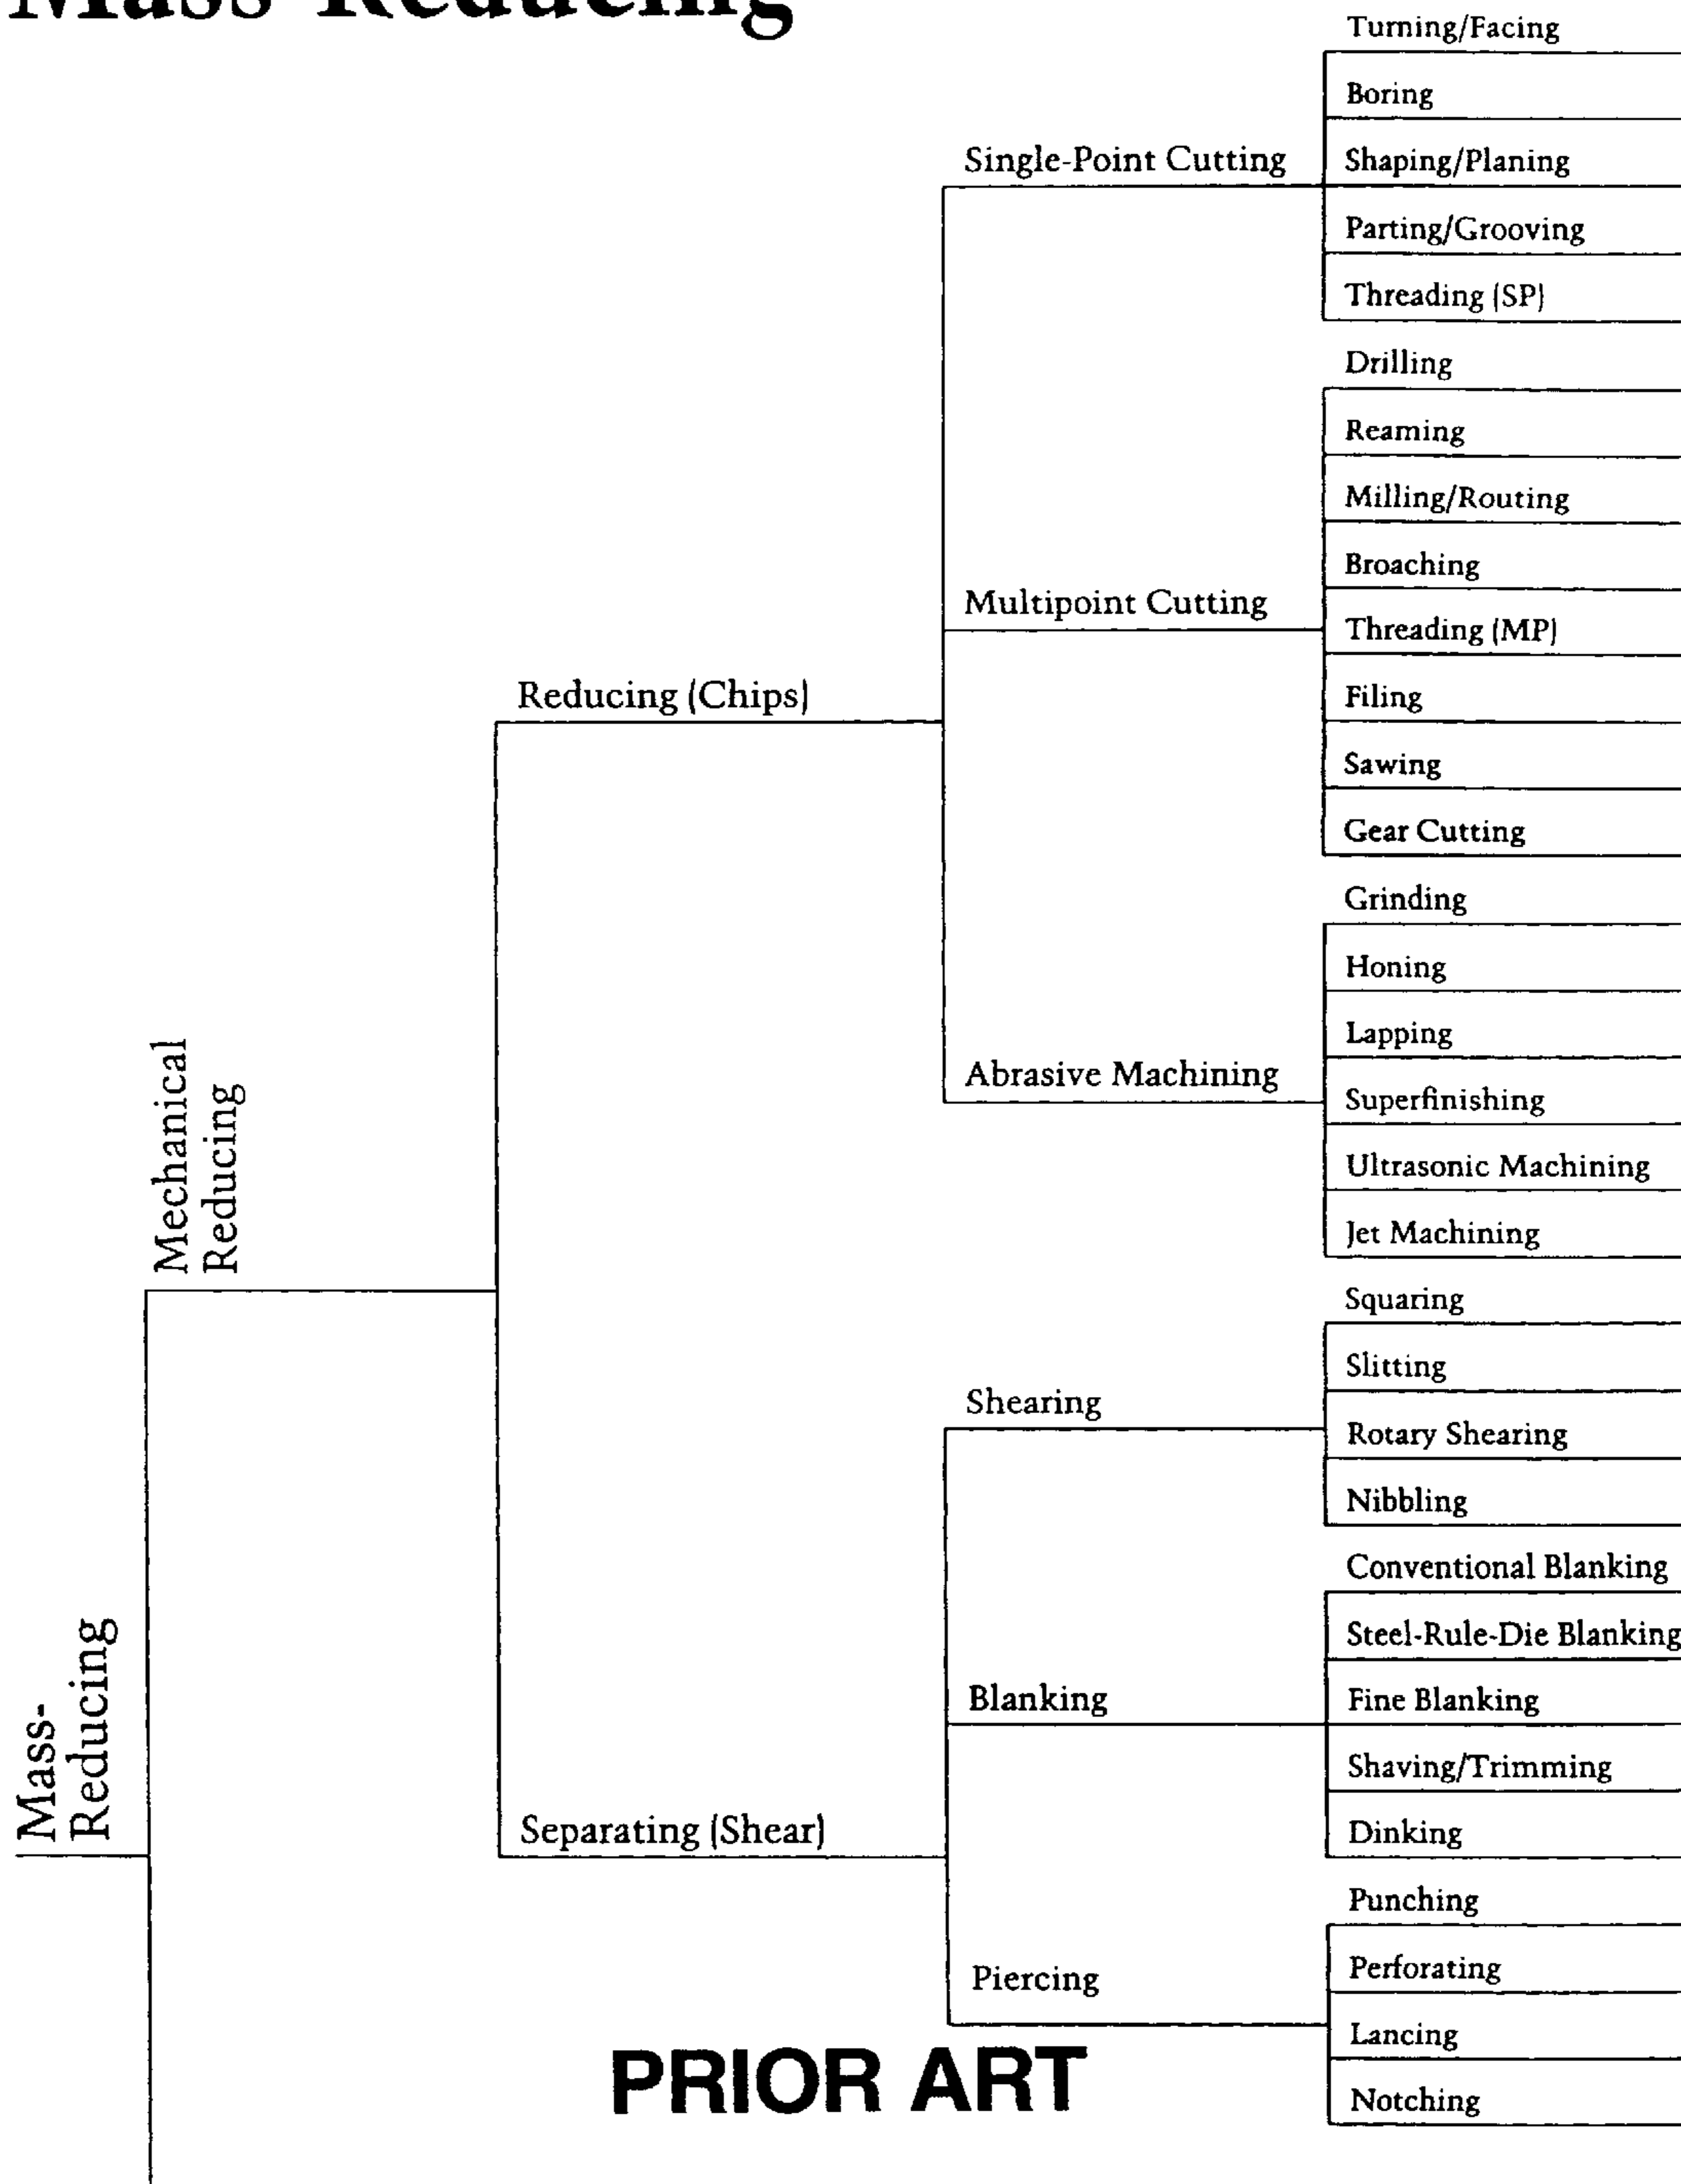 Mass-Reducing
Turning/Facing
Boring
Single-Point Cutting
Shaping/Planing
Parting/Grooving
Threading (SP)
Drilling
Reaming
Milling/Routing
Broaching
Multipoint Cutting
Threading (MP)
Reducing (Chips)
Filing
Sawing
Gear Cutting
Grinding
Honing
Lapping
Abrasive Machining
Superfinishing
Ultrasonic Machining
Jet Machining
Mechanical
Reducing
Squaring
Slitting
Shearing
Rotary Shearing
Nibbling
Conventional Blanking
Steel-Rule-Die Blanking
Blanking
Fine Blanking
Shaving/Trimming
Mass-
Reducing
Separating (Shear)
Dinking
Punching
Perforating
Piercing
Lancing
Notching
PRIOR ART